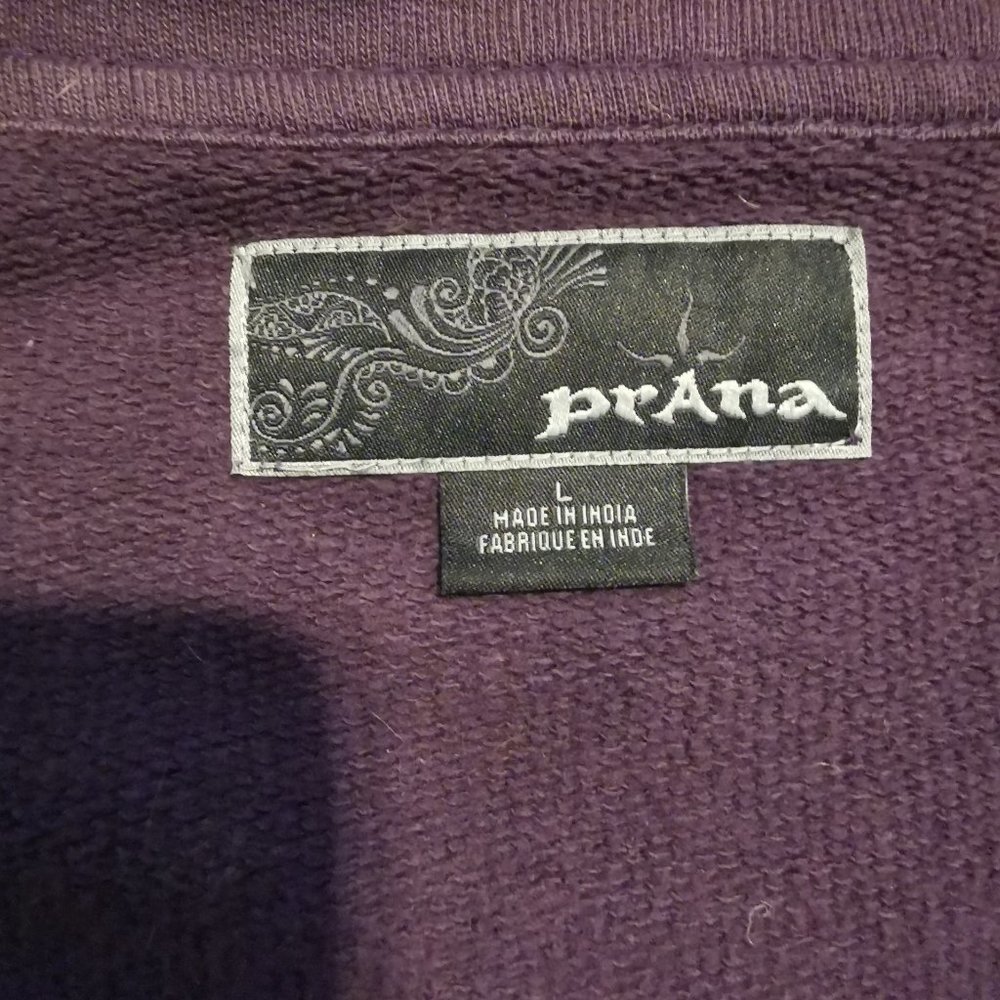 prAna
L
MADE IN INDIA
FABRIQUE EN INDE